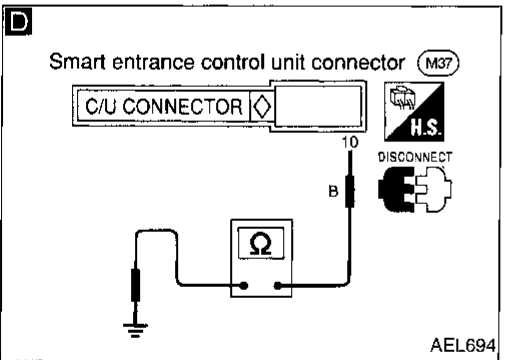 D
Smart entrance control unit connector M37
C/U CONNECTOR
H.S.
10
DISCONNECT
B
Ω
AEL694